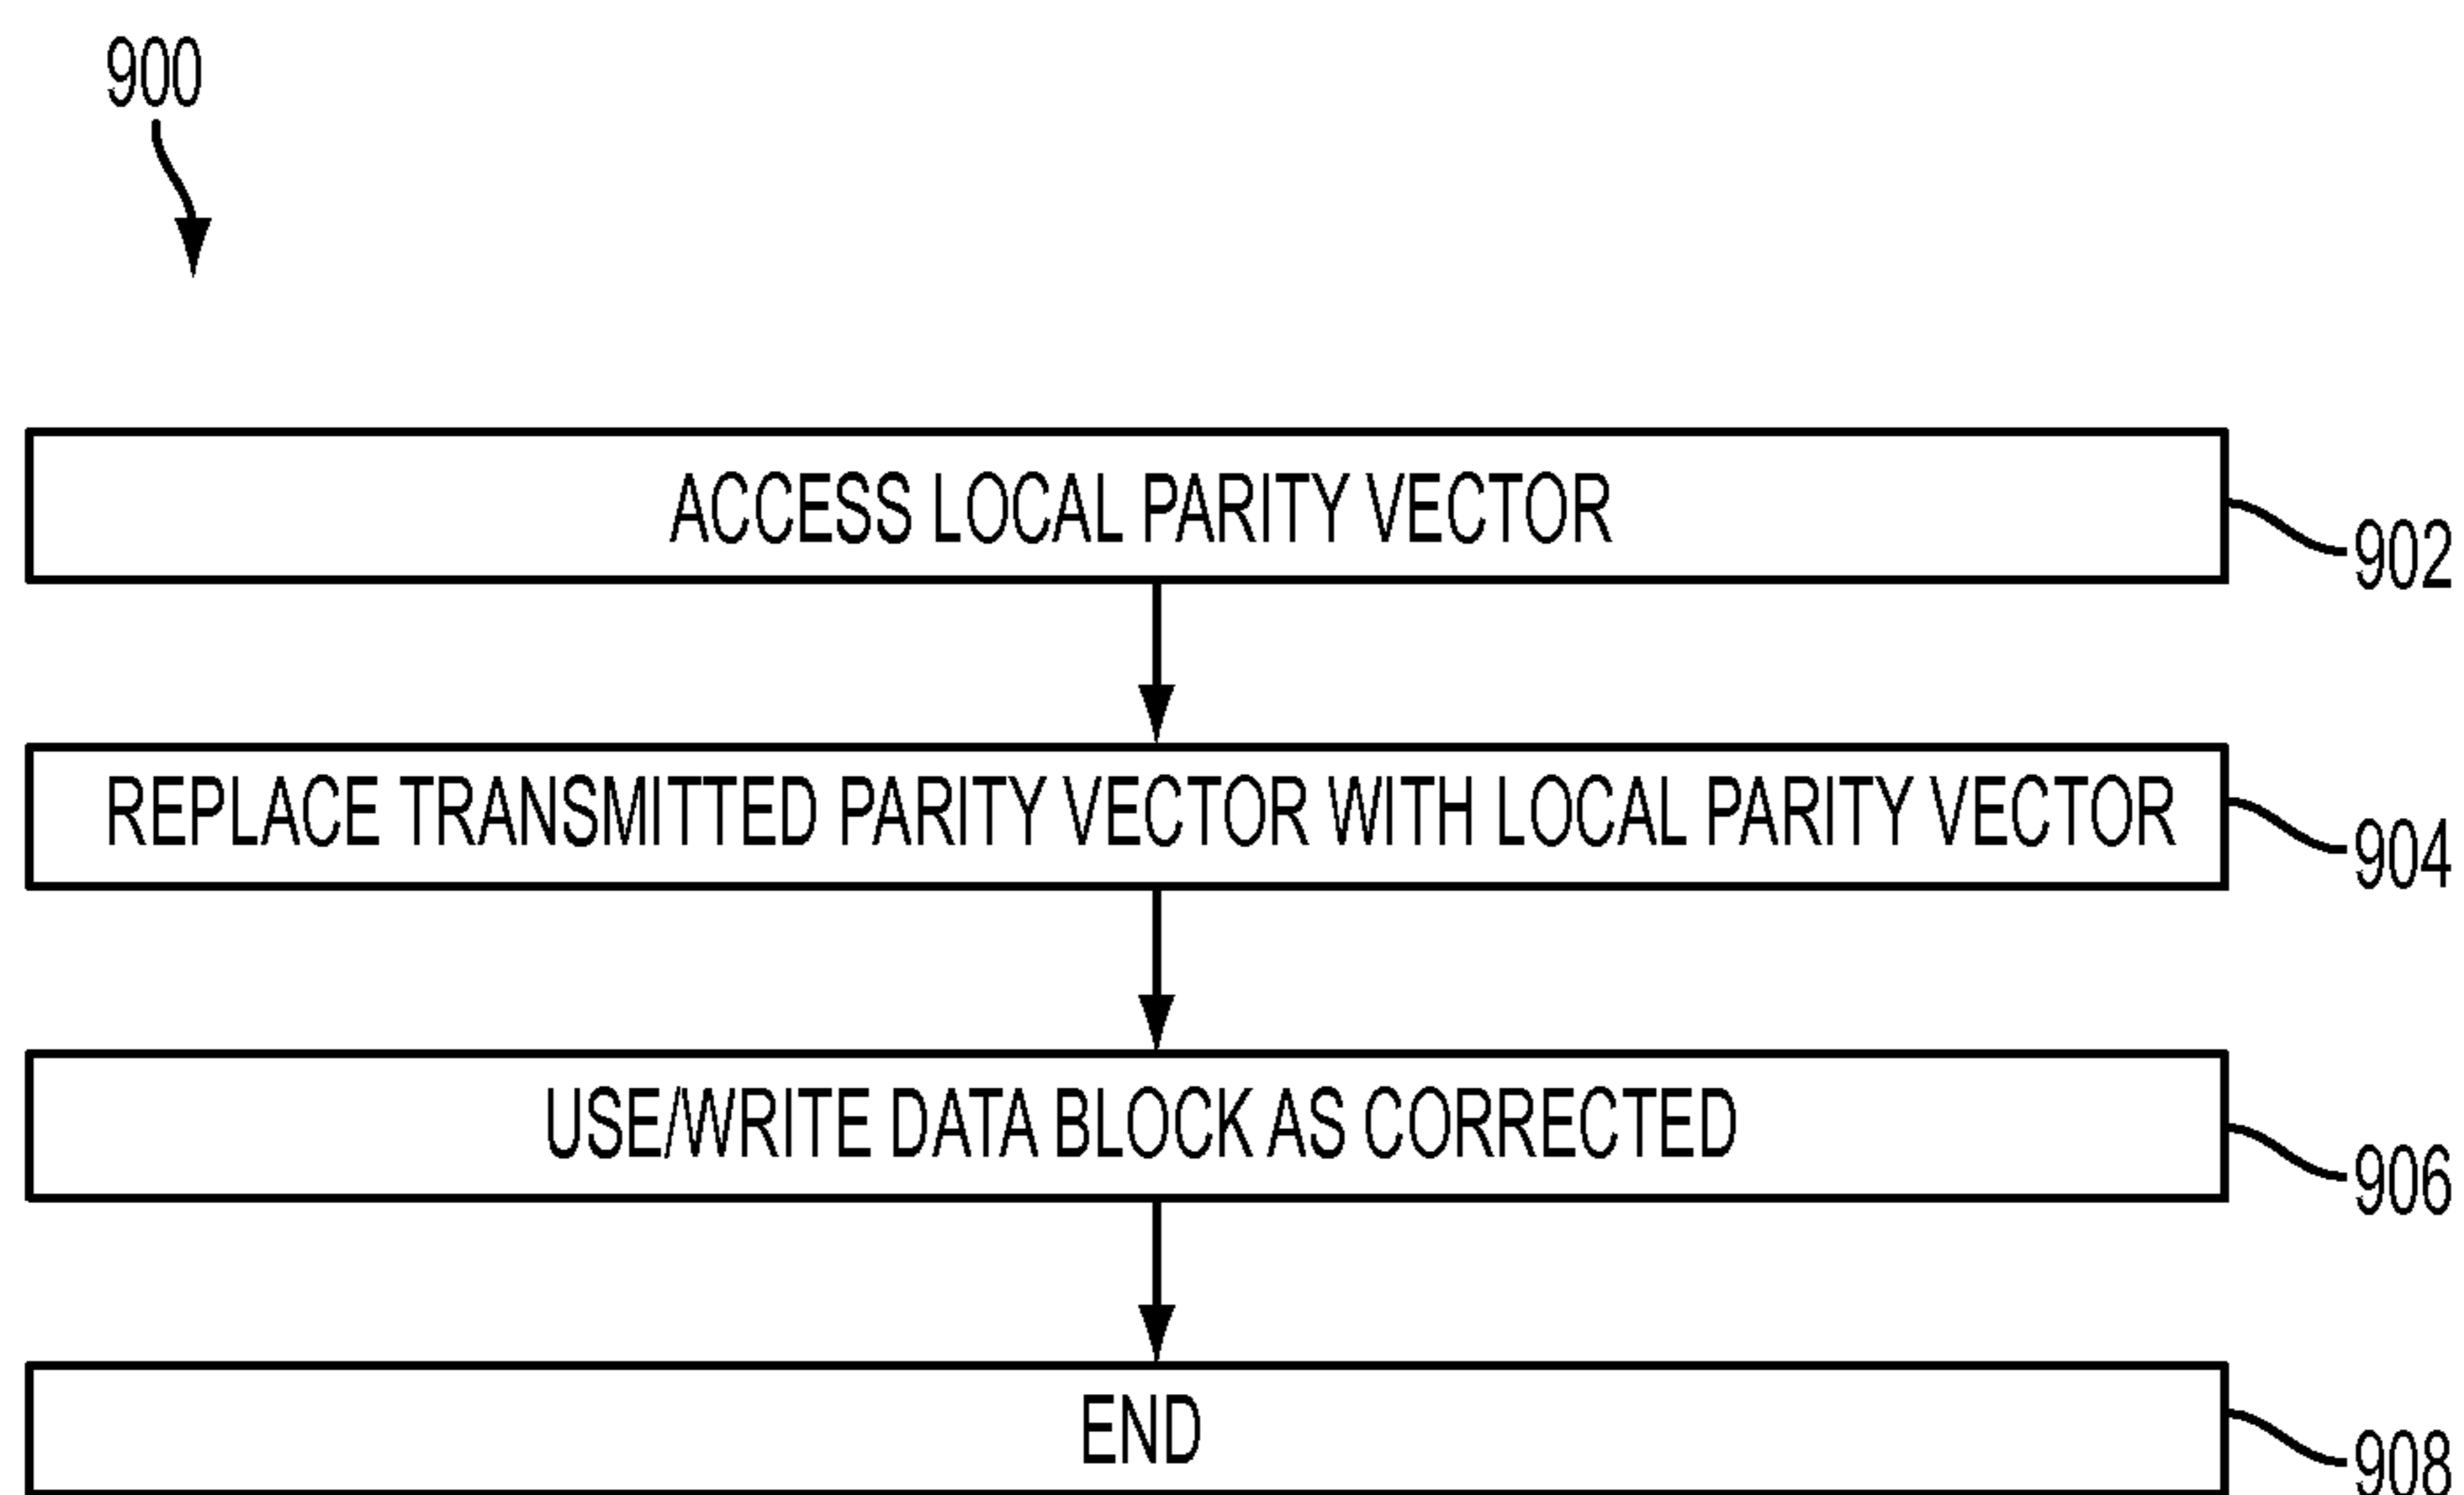 900
ACCESS LOCAL PARITY VECTOR
902
REPLACE TRANSMITTED PARITY VECTOR WITH LOCAL PARITY VECTOR
904
USE/WRITE DATA BLOCK AS CORRECTED
906
END
908